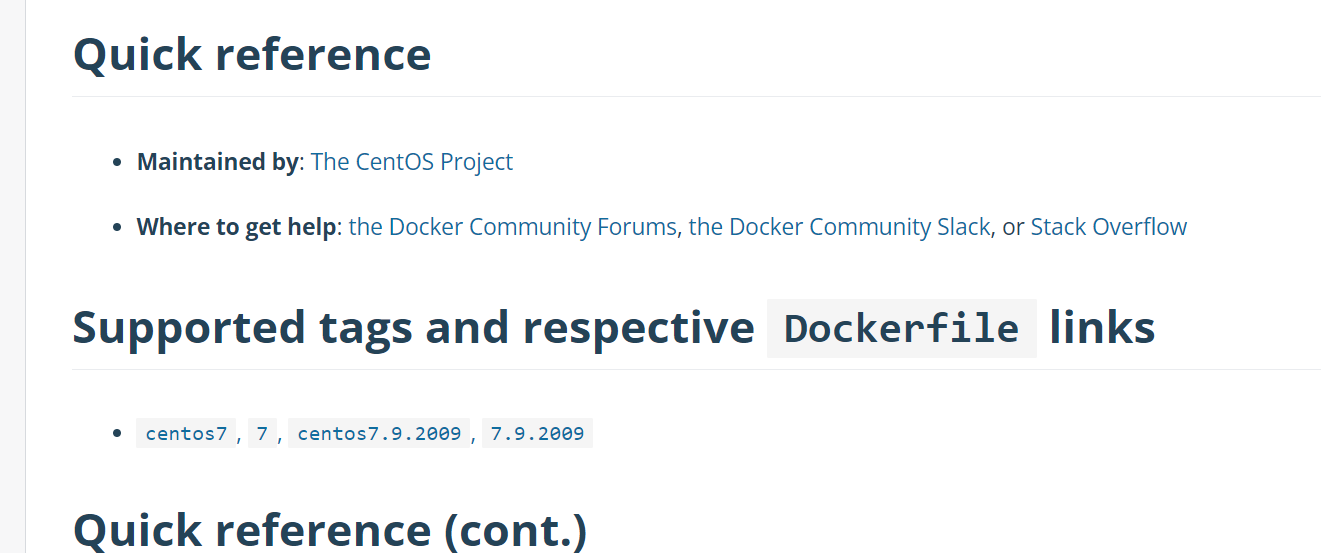 Quick reference
Maintained by: The CentOS Project
Where to get help: the Docker Community Forums, the Docker Community Slack, or Stack Overflow
Supported tags and respective Dockerfile links
centos7, 7, centos7.9.2009, 7.9.2009
Quick reference (cont.)